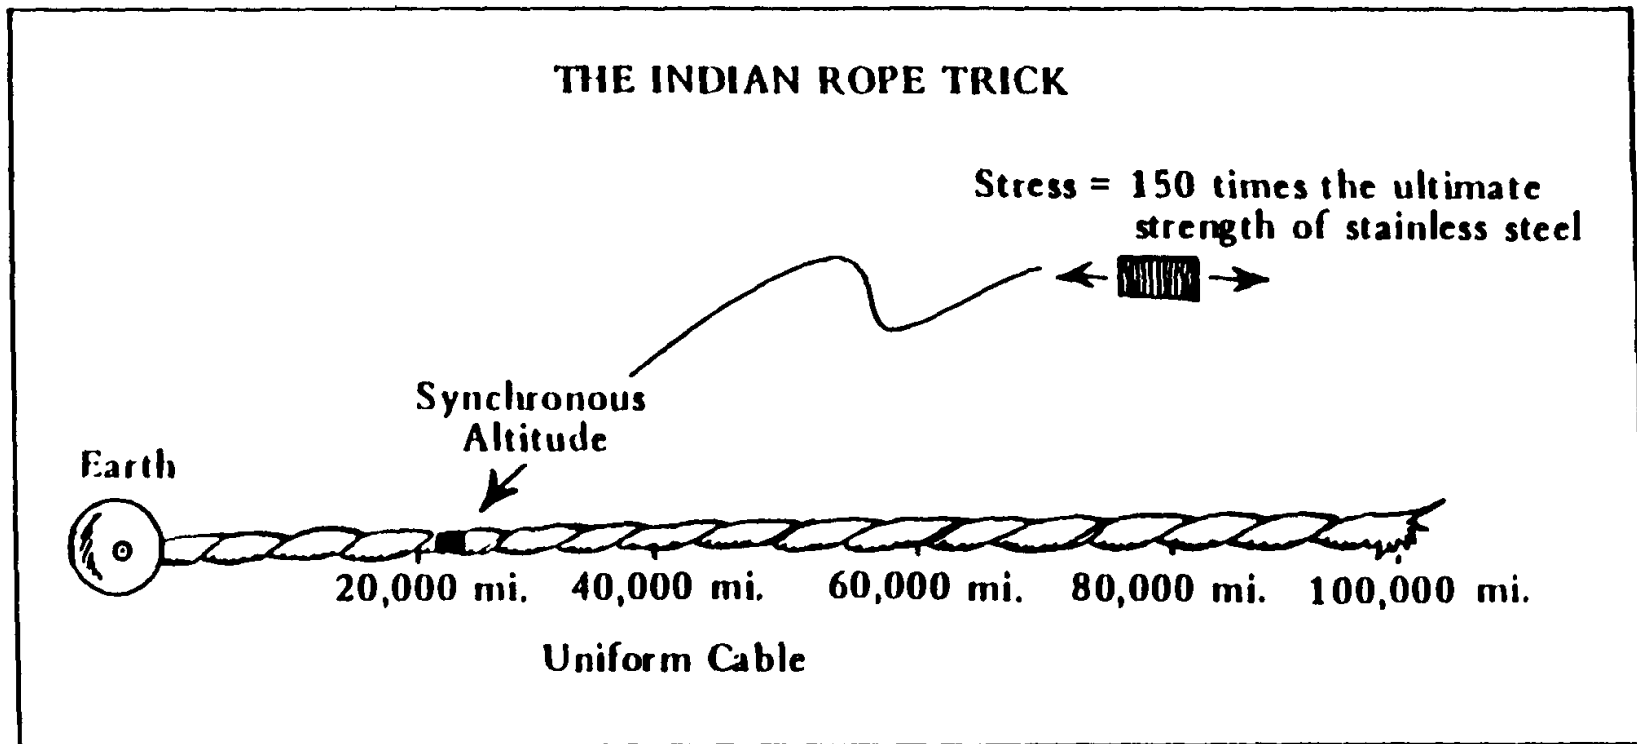 THE INDIAN ROPE TRICK
Stress = 150 times the ultimate
strength of stainless steel
Synchronous
Altitude
Earth
20,000 mi. 40,000 mi. 60,000 mi. 80,000 mi. 100,000 mi.
Uniform Cable